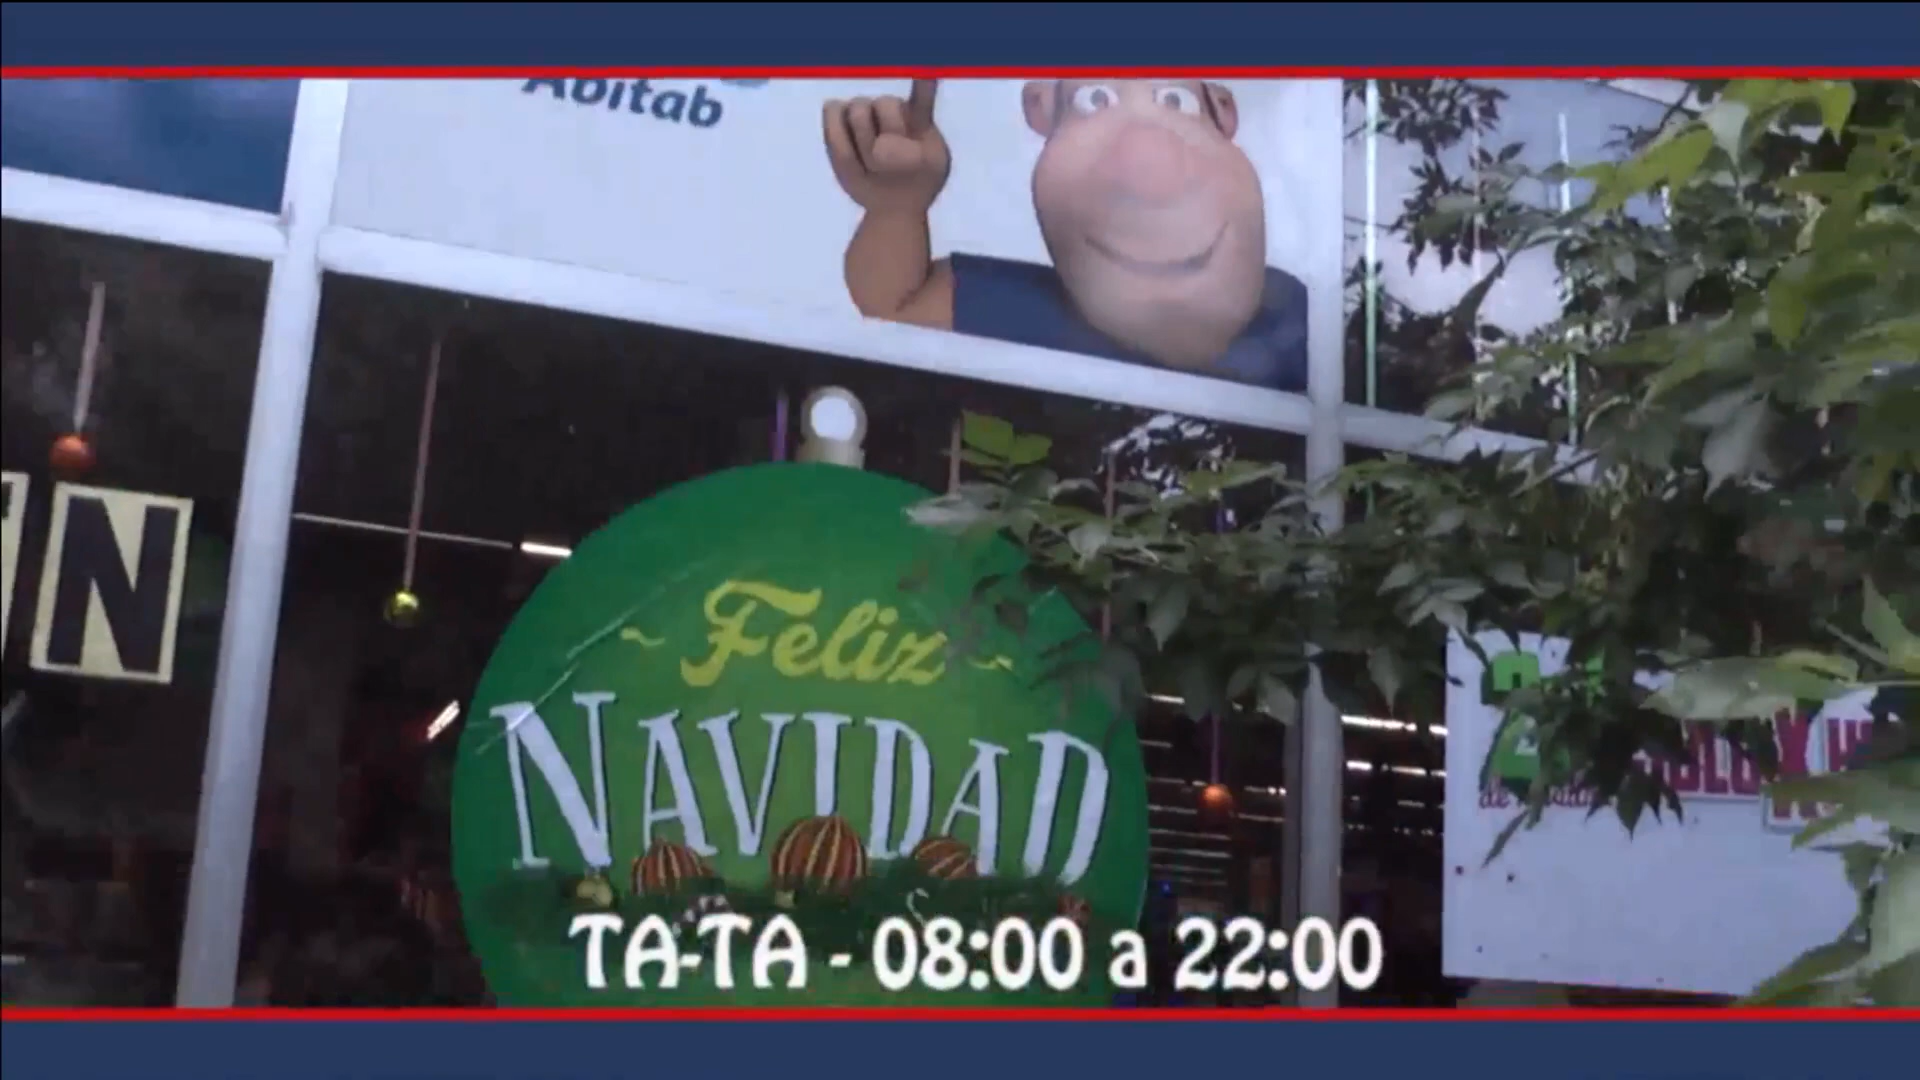 Abitab
N
~ Feliz ~
NAVIDAD
TA-TA - 08:00 a 22:00